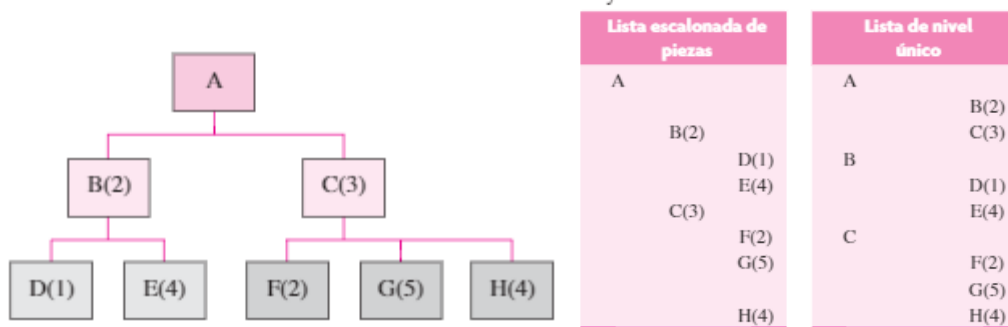 A
B(2) C(3)
D(1) E(4) F(2) G(5) H(4)
Lista escalonada de
piezas
A
B(2)
D(1)
E(4)
C(3)
F(2)
G(5)
H(4)
Lista de nivel
único
A
B(2)
C(3)
B
D(1)
E(4)
C
F(2)
G(5)
H(4)